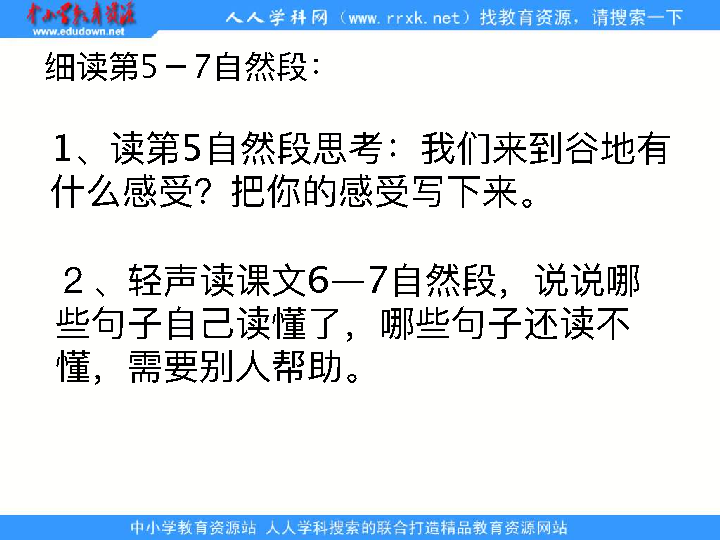 中小学教育资源
www.edudown.net
人人学科网（www.rrxk.net）找教育资源，请搜索一下
细读第5－7自然段：
1、读第5自然段思考：我们来到谷地有
什么感受？把你的感受写下来。
２、轻声读课文6—7自然段，说说哪
些句子自己读懂了，哪些句子还读不
懂，需要别人帮助。
中小学教育资源站 人人学科搜索的联合打造精品教育资源网站